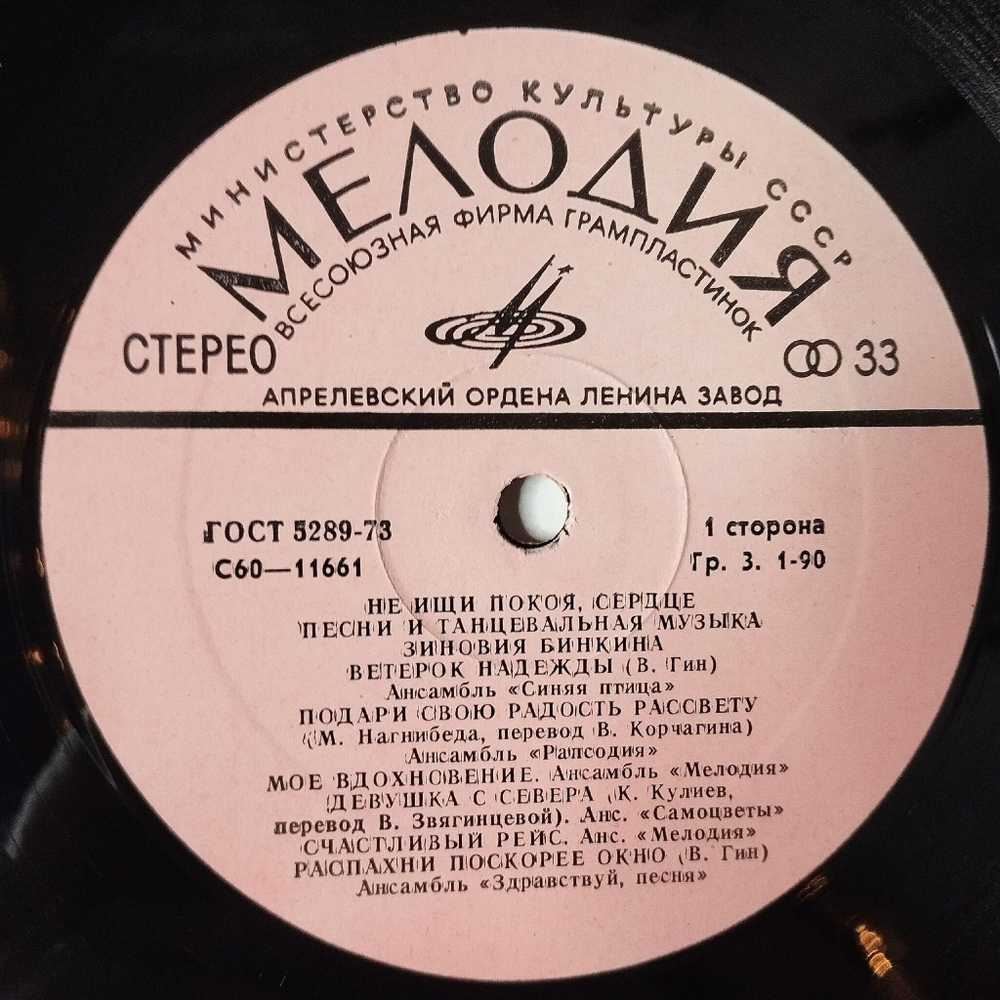 МИНИСТЕРСТВО КУЛЬТУРЫ СССР
МЕЛОДИЯ
ВСЕСОЮЗНАЯ ФИРМА ГРАМПЛАСТИНОК
СТЕРЕО
33
АПРЕЛЕВСКИЙ ОРДЕНА ЛЕНИНА ЗАВОД
ГОСТ 5289-73
1 сторона
С60—11661
Гр. 3. 1-90
НЕ ИЩИ ПОКОЯ, СЕРДЦЕ
ПЕСНИ И ТАНЦЕВАЛЬНАЯ МУЗЫКА
ЗИНОВИЯ БИНКИНА
ВЕТЕРОК НАДЕЖДЫ (В. Гин)
Ансамбль «Синяя птица»
ПОДАРИ СВОЮ РАДОСТЬ РАССВЕТУ
(М. Нагнибеда, перевод В. Корчагина)
Ансамбль «Рапсодия»
МОЕ ВДОХНОВЕНИЕ. Ансамбль «Мелодия»
ДЕВУШКА С СЕВЕРА (К. Кулиев,
перевод В. Звягинцевой). Анс. «Самоцветы»
СЧАСТЛИВЫЙ РЕЙС. Анс. «Мелодия»
РАСПАХНИ ПОСКОРЕЕ ОКНО (В. Гин)
Ансамбль «Здравствуй, песня»